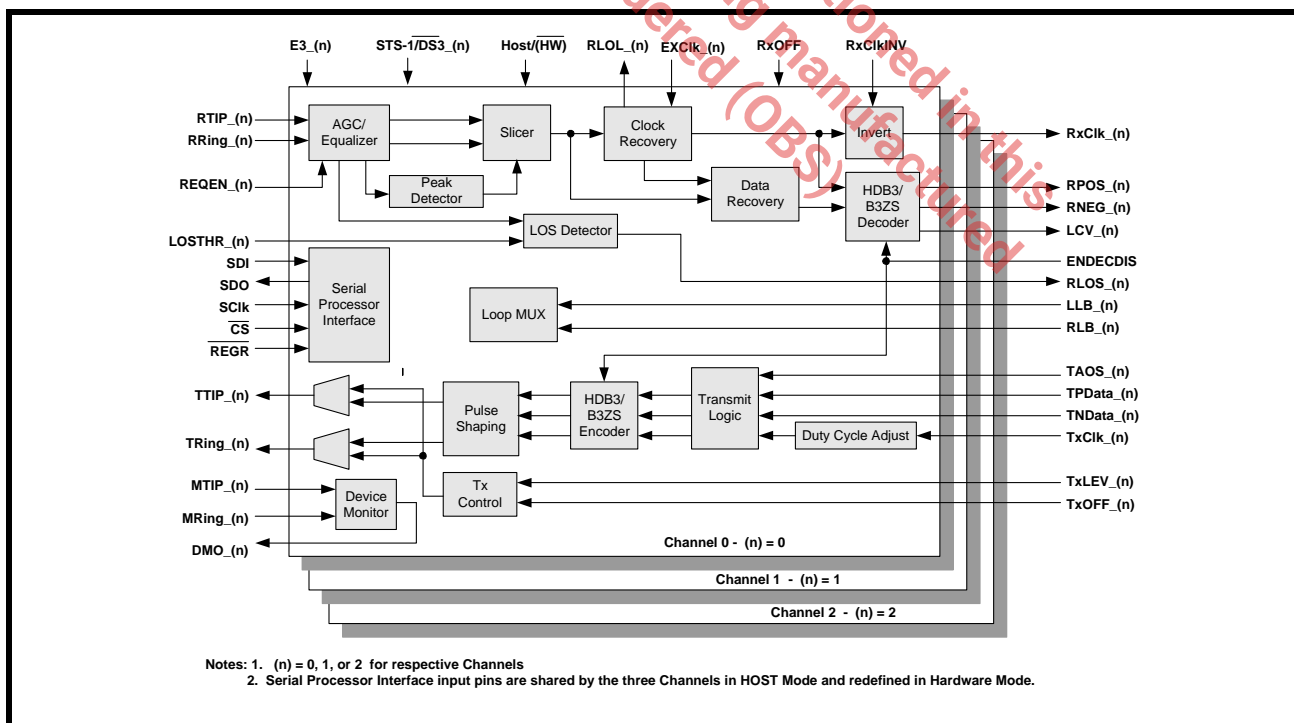 E3_(n)
STS-1/DS3_(n)
Host/(HW)
RLOL_(n)
EXClk_(n)
RxOFF
RxClkINV
RTIP_(n)
RRing_(n)
REQEN_(n)
LOSTHR_(n)
SDI
SDO
SClk
CS
REGR
TTIP_(n)
TRing_(n)
MTIP_(n)
MRing_(n)
DMO_(n)
AGC/
Equalizer
Peak
Detector
Slicer
LOS Detector
Clock
Recovery
Data
Recovery
Invert
HDB3/
B3ZS
Decoder
Serial
Processor
Interface
Loop MUX
Pulse
Shaping
HDB3/
B3ZS
Encoder
Transmit
Logic
Duty Cycle Adjust
Tx
Control
Device
Monitor
RxClk_(n)
RPOS_(n)
RNEG_(n)
LCV_(n)
ENDECDIS
RLOS_(n)
LLB_(n)
RLB_(n)
TAOS_(n)
TPData_(n)
TNData_(n)
TxClk_(n)
TxLEV_(n)
TxOFF_(n)
Channel 0 - (n) = 0
Channel 1 - (n) = 1
Channel 2 - (n) = 2
Notes: 1. (n) = 0, 1, or 2 for respective Channels
2. Serial Processor Interface input pins are shared by the three Channels in HOST Mode and redefined in Hardware Mode.
tioned in this
manufactured
(OBS)